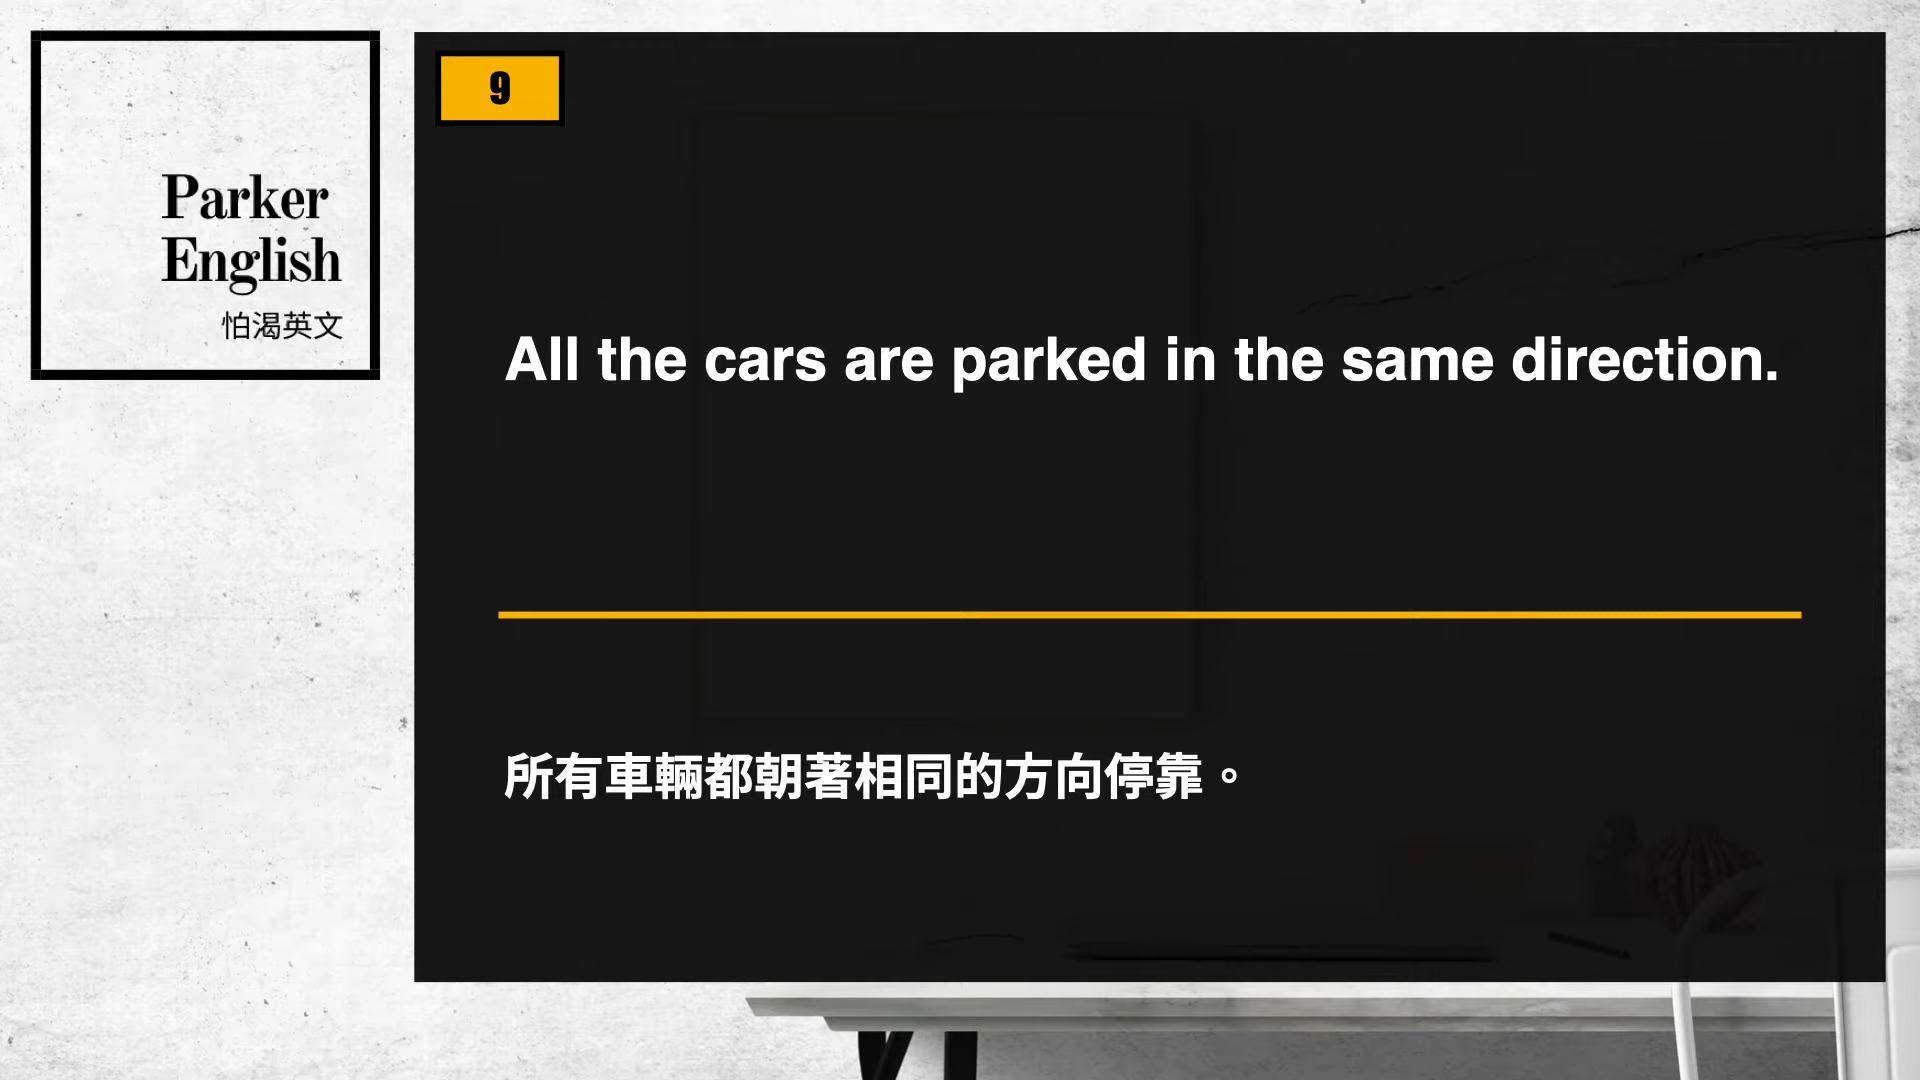 Parker
English
怕渴英文
9
All the cars are parked in the same direction.
所有車輛都朝著相同的方向停靠。